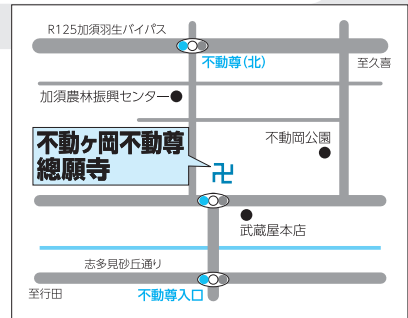 R125加須羽生バイパス
不動尊(北)
至久喜
加須農林振興センター
不動ヶ岡不動尊
總願寺
卍
不動岡公園
武蔵屋本店
志多見砂丘通り
至行田
不動尊入口